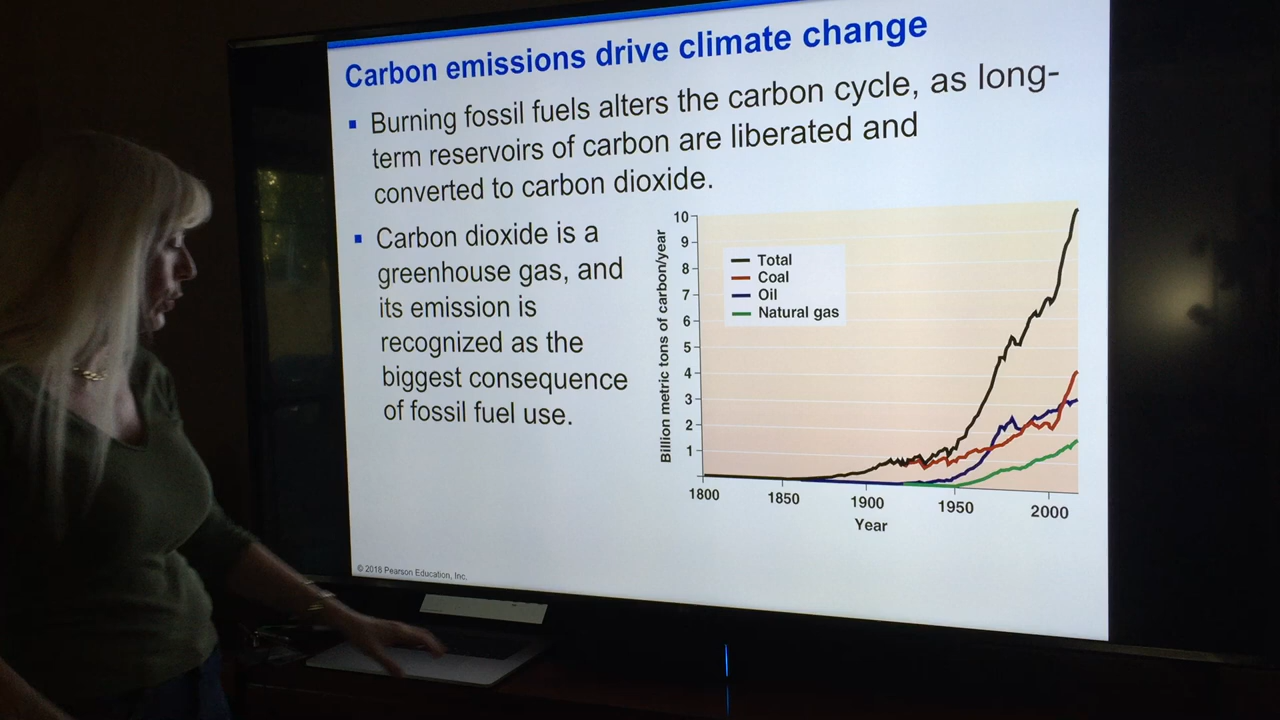 Carbon emissions drive climate change
Burning fossil fuels alters the carbon cycle, as long-
term reservoirs of carbon are liberated and
converted to carbon dioxide.
Carbon dioxide is a
greenhouse gas, and
its emission is
recognized as the
biggest consequence
of fossil fuel use.
Billion metric tons of carbon/year
10
9
8
7
6
5
4
3
2
1
Total
Coal
Oil
Natural gas
1800 1850 1900 1950 2000
Year
© 2018 Pearson Education, Inc.